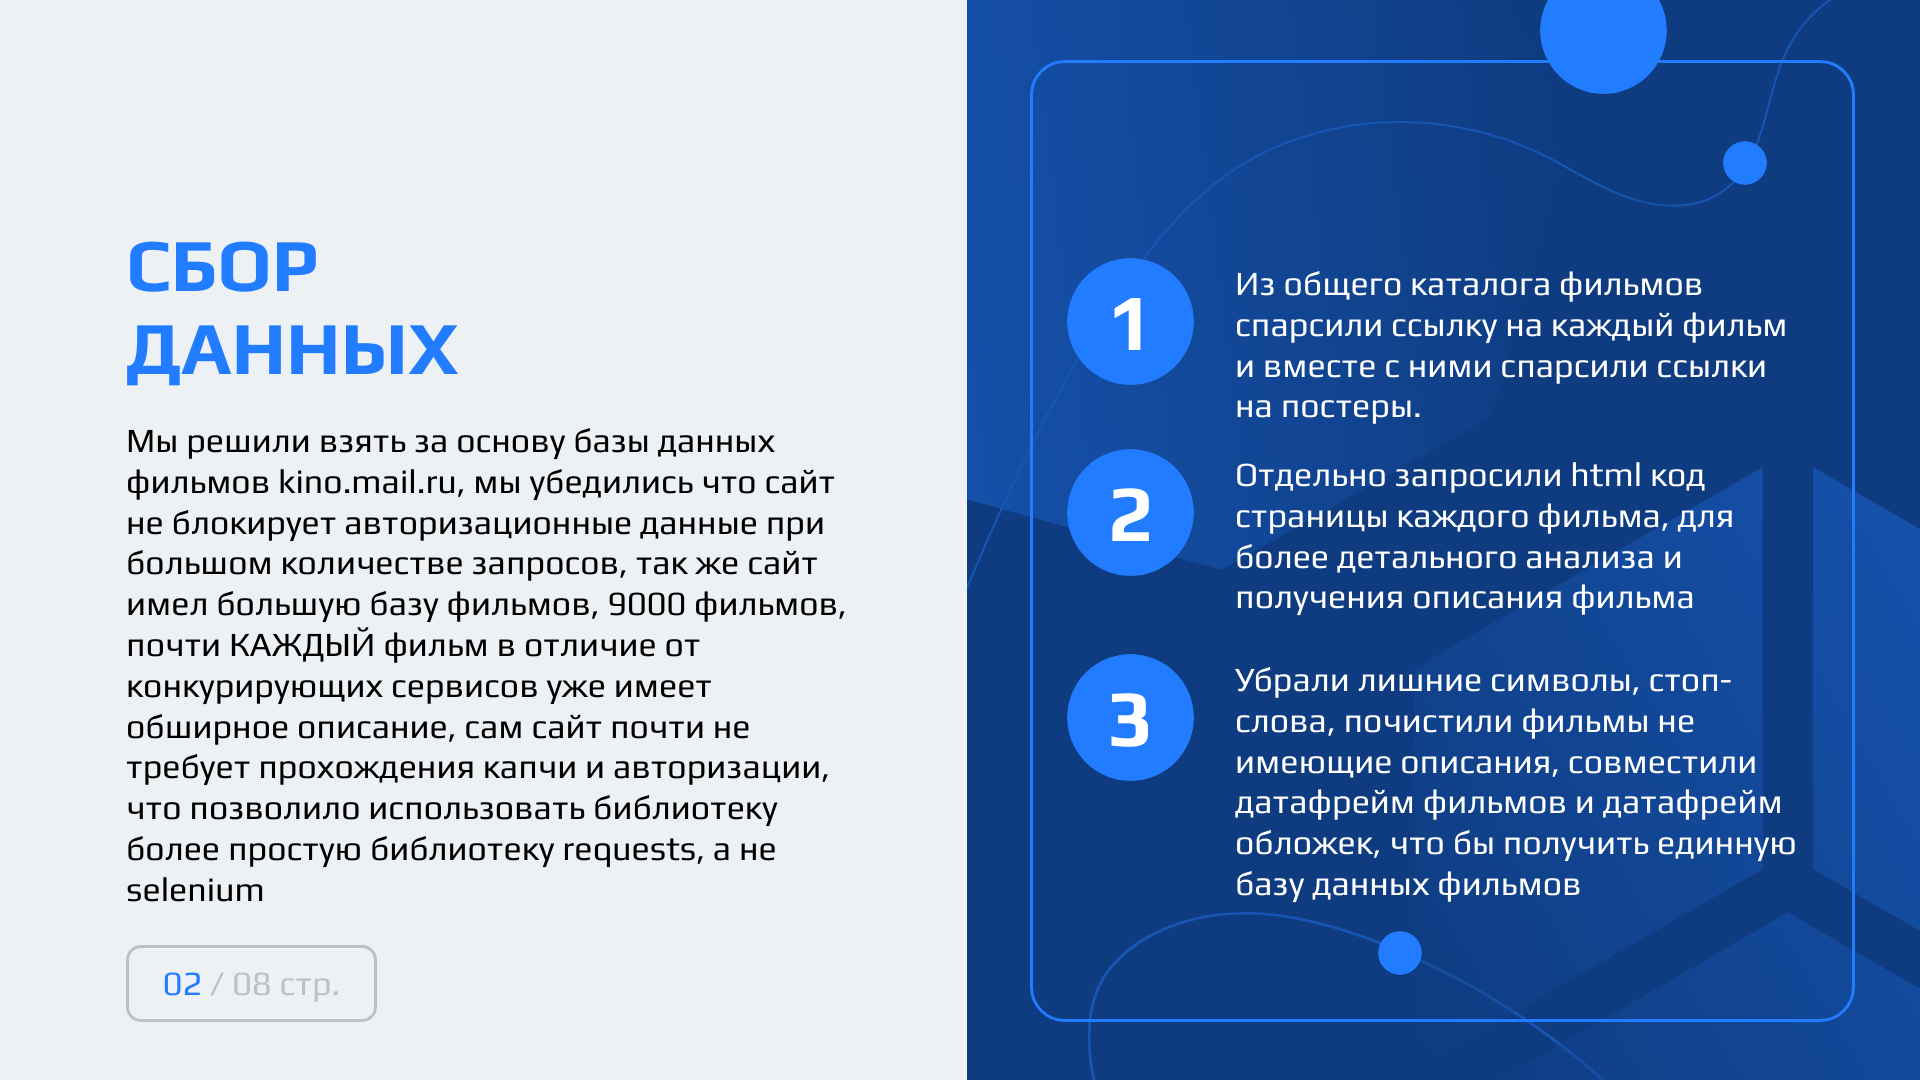 СБОР
ДАННЫХ
Мы решили взять за основу базы данных
фильмов kino.mail.ru, мы убедились что сайт
не блокирует авторизационные данные при
большом количестве запросов, так же сайт
имел большую базу фильмов, 9000 фильмов,
почти КАЖДЫЙ фильм в отличие от
конкурирующих сервисов уже имеет
обширное описание, сам сайт почти не
требует прохождения капчи и авторизации,
что позволило использовать библиотеку
более простую библиотеку requests, а не
selenium
02 / 08 стр.
1
Из общего каталога фильмов
спарсили ссылку на каждый фильм
и вместе с ними спарсили ссылки
на постеры.
2
Отдельно запросили html код
страницы каждого фильма, для
более детального анализа и
получения описания фильма
3
Убрали лишние символы, стоп-
слова, почистили фильмы не
имеющие описания, совместили
датафрейм фильмов и датафрейм
обложек, что бы получить единную
базу данных фильмов